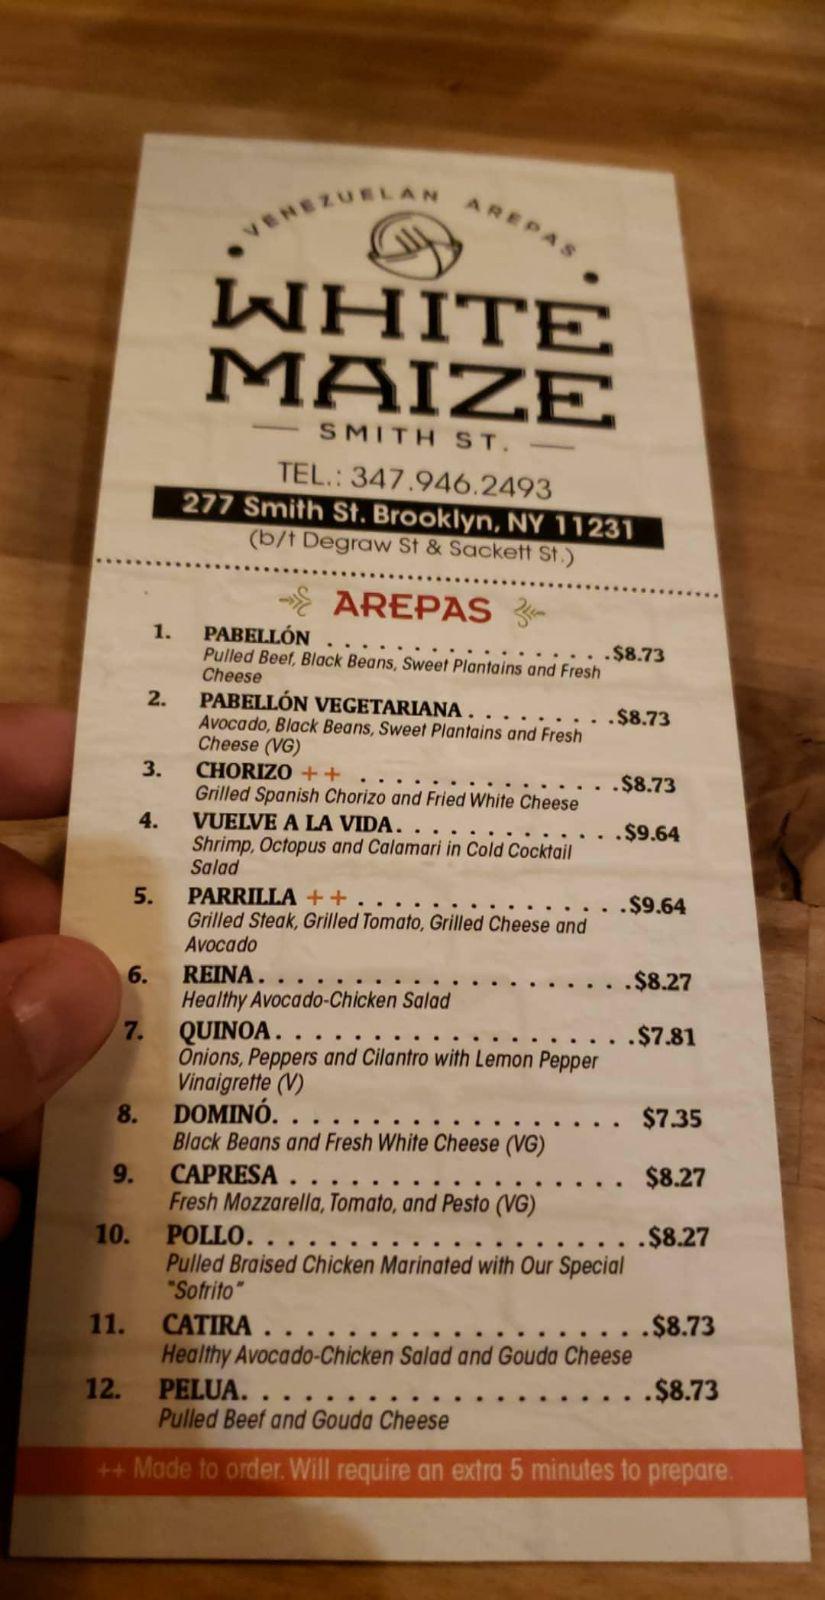 VENEZUELAN AREPAS
WHITE
MAIZE
SMITH ST.
TEL.: 347.946.2493
277 Smith St. Brooklyn, NY 11231
(b/t Degraw St & Sackett St.)
AREPAS
1. PABELLÓN . . . . . . . . . . . . . . . . $8.73
Pulled Beef, Black Beans, Sweet Plantains and Fresh
Cheese
2. PABELLÓN VEGETARIANA . . . . . . . . . $8.73
Avocado, Black Beans, Sweet Plantains and Fresh
Cheese (VG)
3. CHORIZO ++ . . . . . . . . . . . . . . . $8.73
Grilled Spanish Chorizo and Fried White Cheese
4. VUELVE A LA VIDA. . . . . . . . . . . . . $9.64
Shrimp, Octopus and Calamari in Cold Cocktail
Salad
5. PARRILLA ++ . . . . . . . . . . . . . . . . $9.64
Grilled Steak, Grilled Tomato, Grilled Cheese and
Avocado
6. REINA. . . . . . . . . . . . . . . . . . . . . $8.27
Healthy Avocado-Chicken Salad
7. QUINOA. . . . . . . . . . . . . . . . . . . . $7.81
Onions, Peppers and Cilantro with Lemon Pepper
Vinaigrette (V)
8. DOMINÓ. . . . . . . . . . . . . . . . . . $7.35
Black Beans and Fresh White Cheese (VG)
9. CAPRESA . . . . . . . . . . . . . . . . . $8.27
Fresh Mozzarella, Tomato, and Pesto (VG)
10. POLLO. . . . . . . . . . . . . . . . . . . . . $8.27
Pulled Braised Chicken Marinated with Our Special
"Sofrito"
11. CATIRA . . . . . . . . . . . . . . . . . . . $8.73
Healthy Avocado-Chicken Salad and Gouda Cheese
12. PELUA. . . . . . . . . . . . . . . . . . . . $8.73
Pulled Beef and Gouda Cheese
++ Made to order. Will require an extra 5 minutes to prepare.